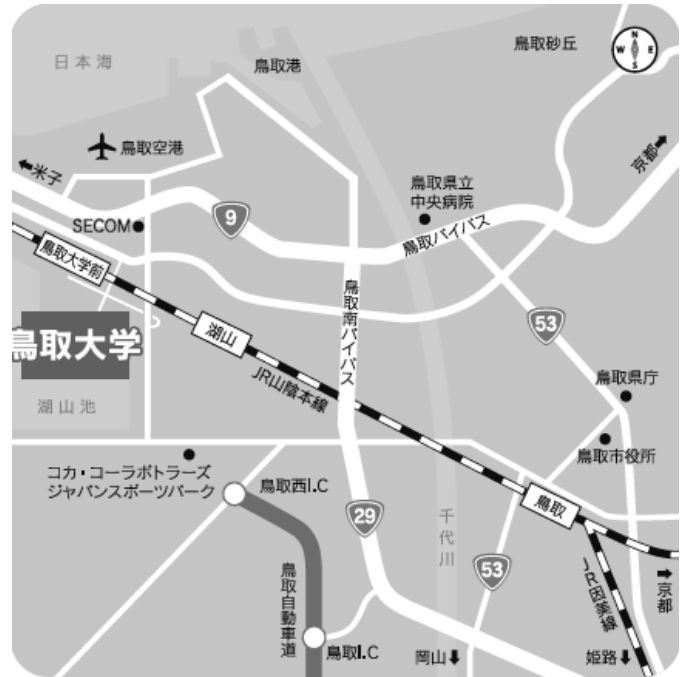 日本海
鳥取港
鳥取砂丘
N
W E
S
鳥取空港
米子
京都
鳥取県立
中央病院
SECOM
9
鳥取バイパス
鳥取大学前
鳥取南バイパス
鳥取大学
湖山
53
JR山陰本線
湖山池
鳥取県庁
鳥取市役所
コカ・コーラボトラーズ
ジャパンスポーツパーク
鳥取西I.C
29
鳥取
千代川
53
鳥取自動車道
JR因美線
京都
鳥取I.C
岡山
姫路